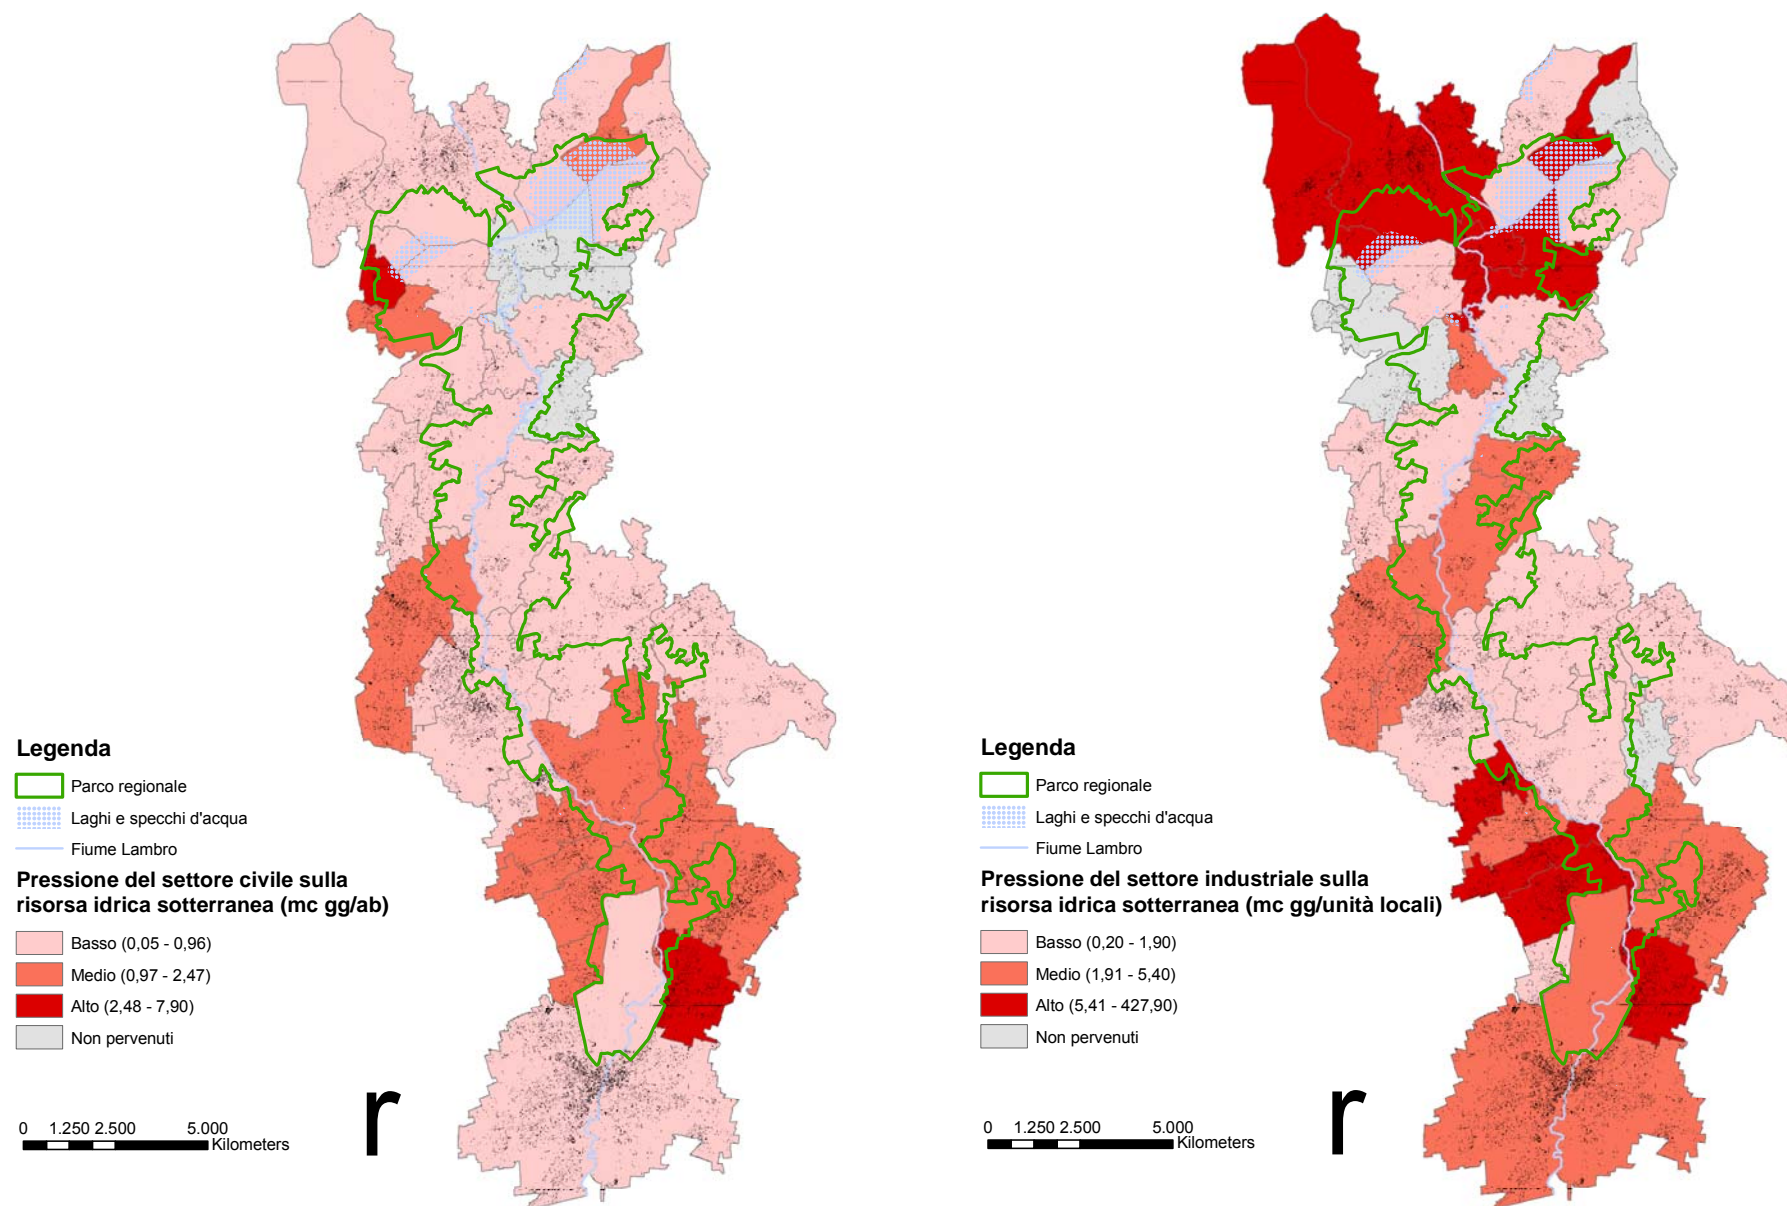 Legenda
Parco regionale
Laghi e specchi d'acqua
Fiume Lambro
Pressione del settore civile sulla
risorsa idrica sotterranea (mc gg/ab)
Basso (0,05 - 0,96)
Medio (0,97 - 2,47)
Alto (2,48 - 7,90)
Non pervenuti
0 1.250 2.500 5.000
Kilometers
r
Legenda
Parco regionale
Laghi e specchi d'acqua
Fiume Lambro
Pressione del settore industriale sulla
risorsa idrica sotterranea (mc gg/unità locali)
Basso (0,20 - 1,90)
Medio (1,91 - 5,40)
Alto (5,41 - 427,90)
Non pervenuti
0 1.250 2.500 5.000
Kilometers
r